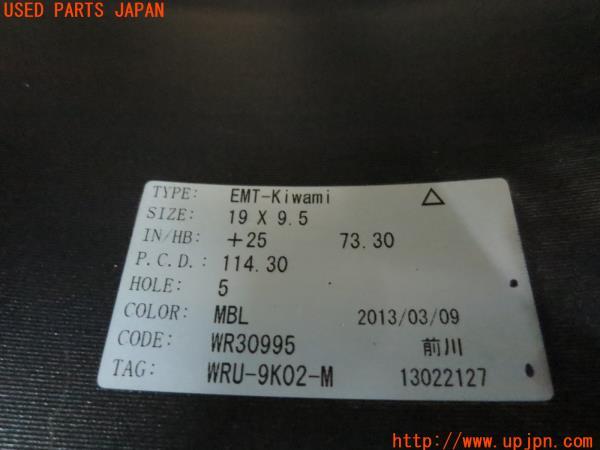 USED PARTS JAPAN
TYPE: EMT-Kiwami △
SIZE: 19 X 9.5
IN/HB: +25 73.30
P.C.D.: 114.30
HOLE: 5
COLOR: MBL 2013/03/09
CODE: WR30995 前川
TAG: WRU-9K02-M 13022127
http://www.upjpn.com/